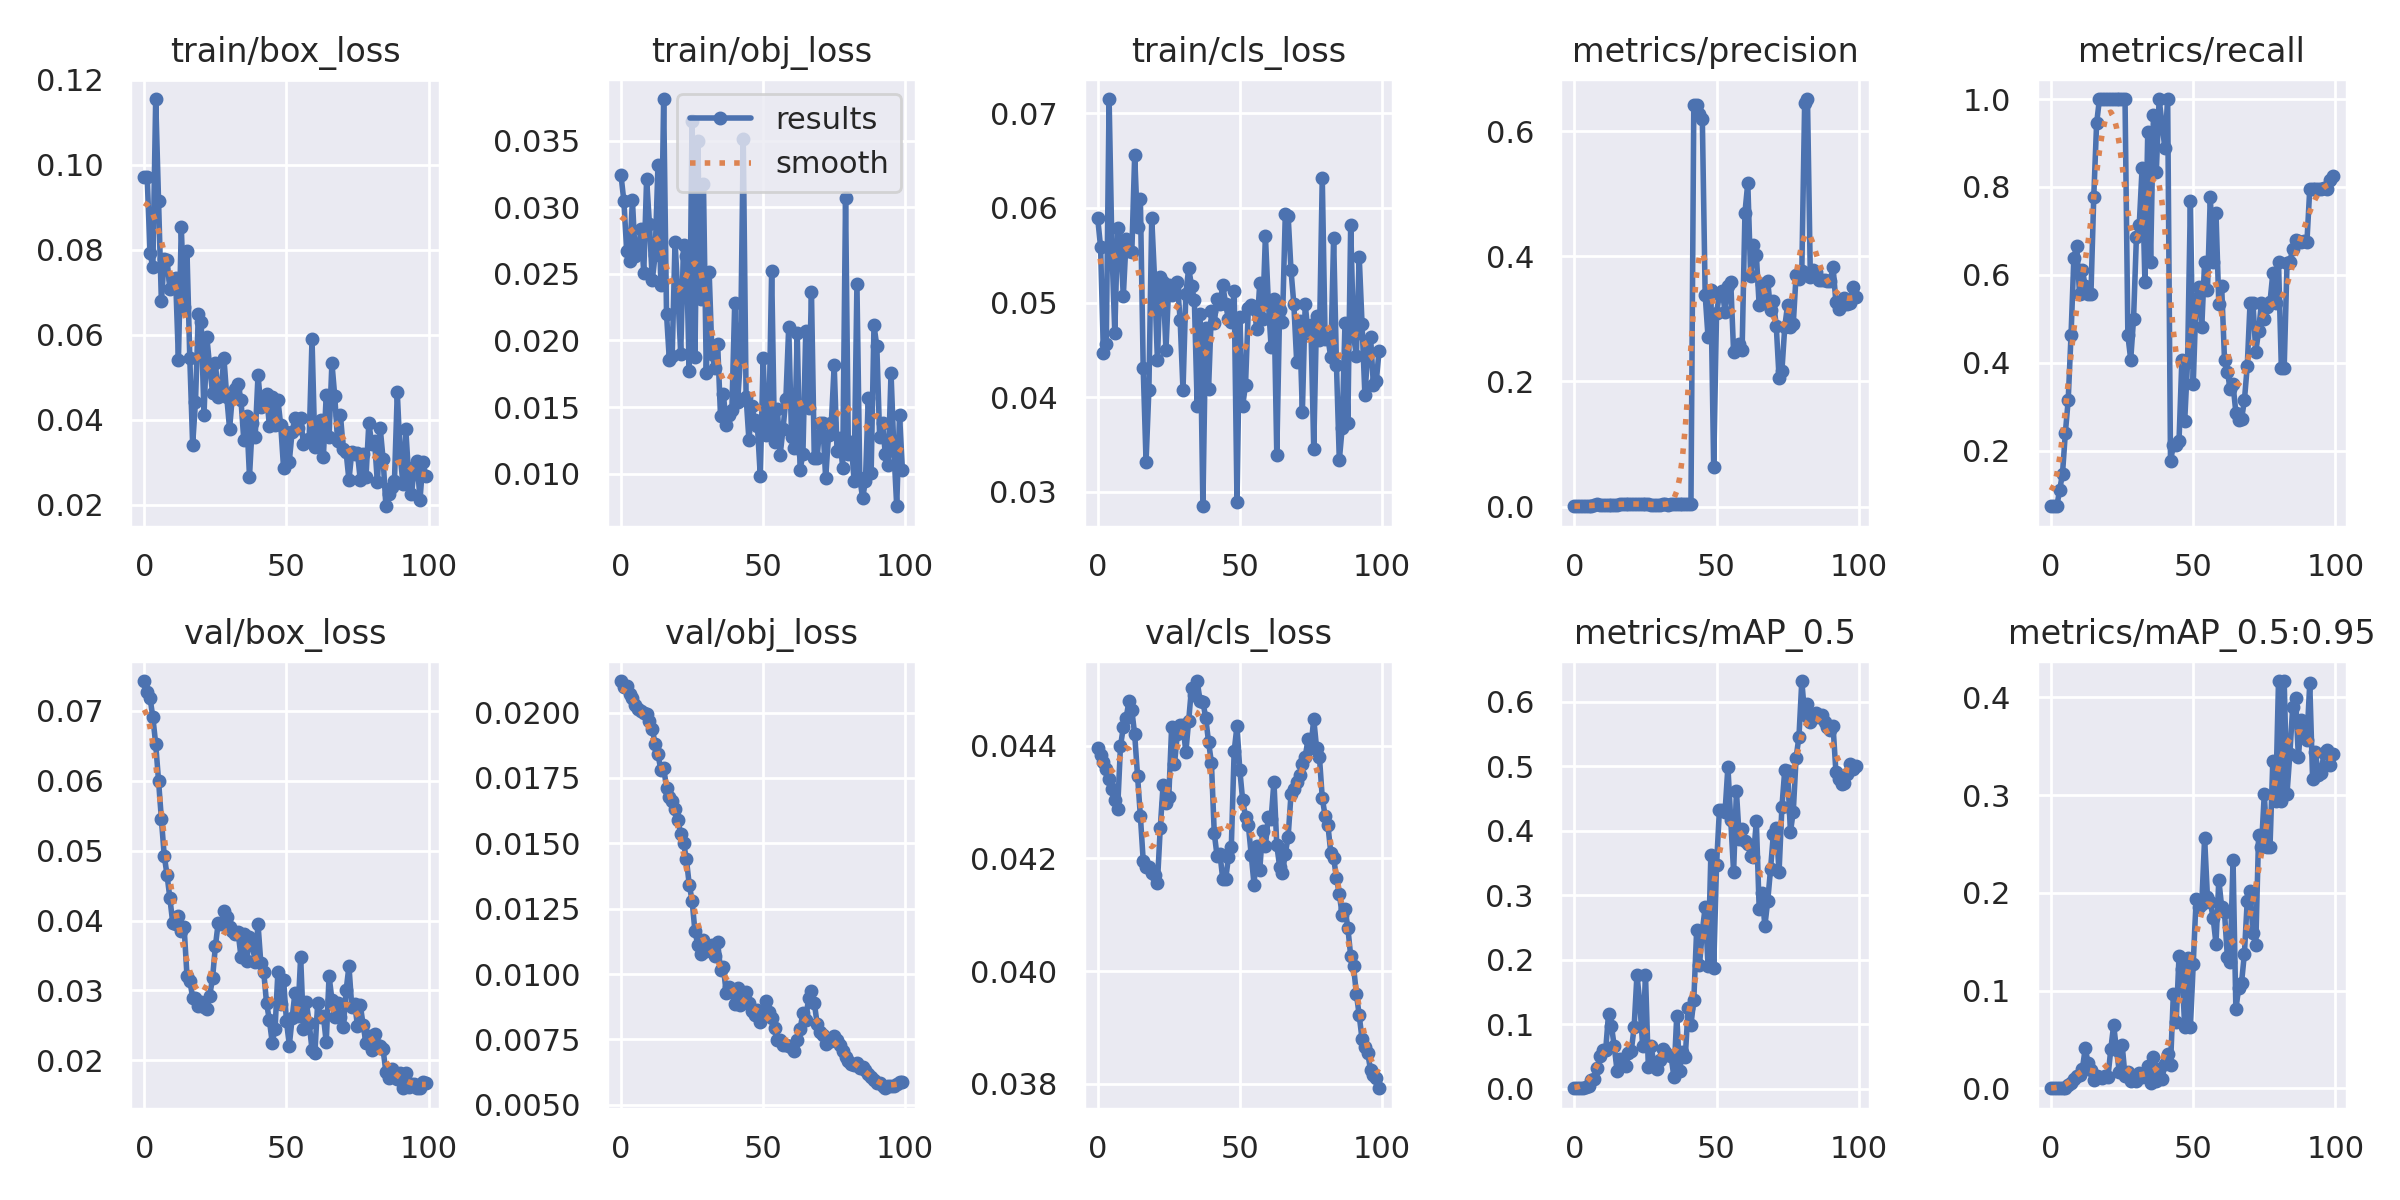 train/box_loss
0.12
0.10
0.08
0.06
0.04
0.02
0 50 100
train/obj_loss
results
smooth
0.035
0.030
0.025
0.020
0.015
0.010
0 50 100
train/cls_loss
0.07
0.06
0.05
0.04
0.03
0 50 100
metrics/precision
0.6
0.4
0.2
0.0
0 50 100
metrics/recall
1.0
0.8
0.6
0.4
0.2
0 50 100
val/box_loss
0.07
0.06
0.05
0.04
0.03
0.02
0 50 100
val/obj_loss
0.0200
0.0175
0.0150
0.0125
0.0100
0.0075
0.0050
0 50 100
val/cls_loss
0.044
0.042
0.040
0.038
0 50 100
metrics/mAP_0.5
0.6
0.5
0.4
0.3
0.2
0.1
0.0
0 50 100
metrics/mAP_0.5:0.95
0.4
0.3
0.2
0.1
0.0
0 50 100